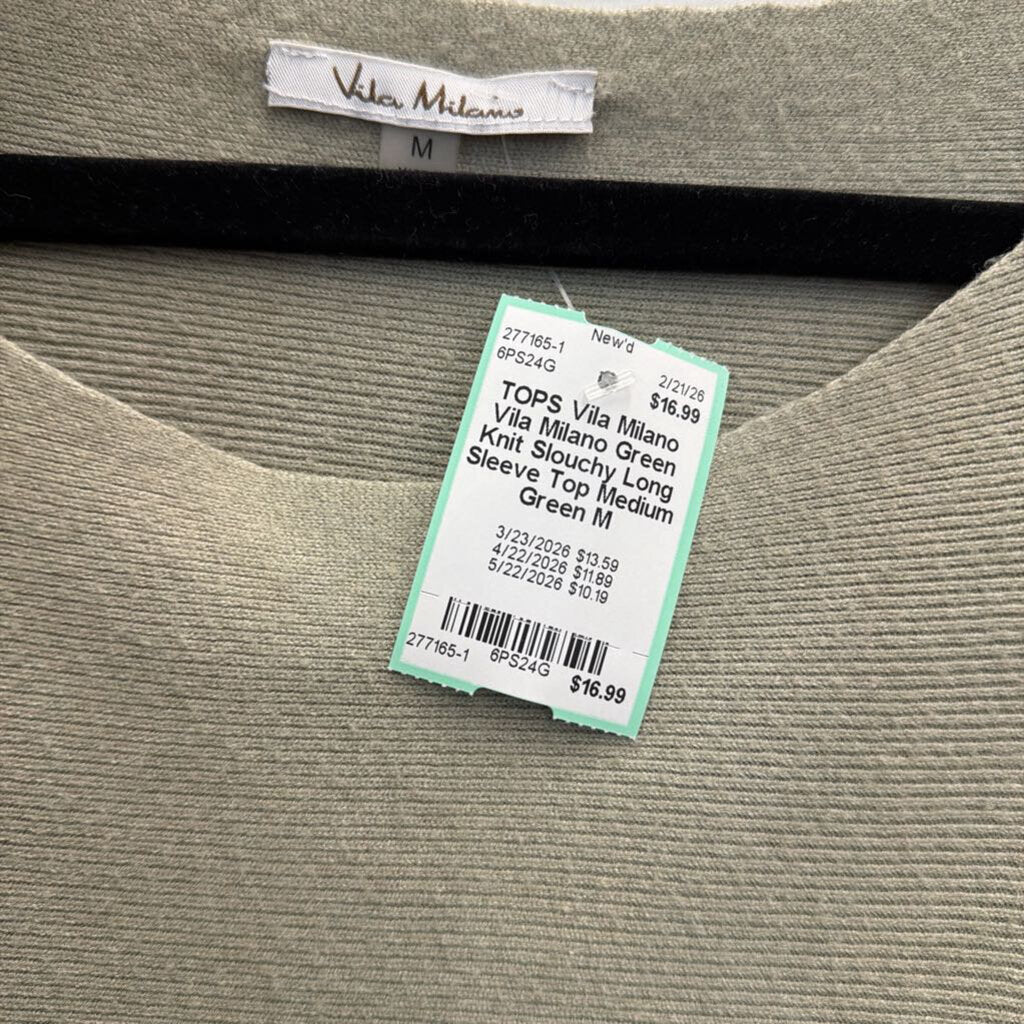 Vila Milano
M
New'd
277165-1
6PS24G
2/21/26
$16.99
TOPS Vila Milano
Vila Milano Green
Knit Slouchy Long
Sleeve Top Medium
Green M
3/23/2026 $13.59
4/22/2026 $11.89
5/22/2026 $10.19
277165-1 6PS24G
$16.99